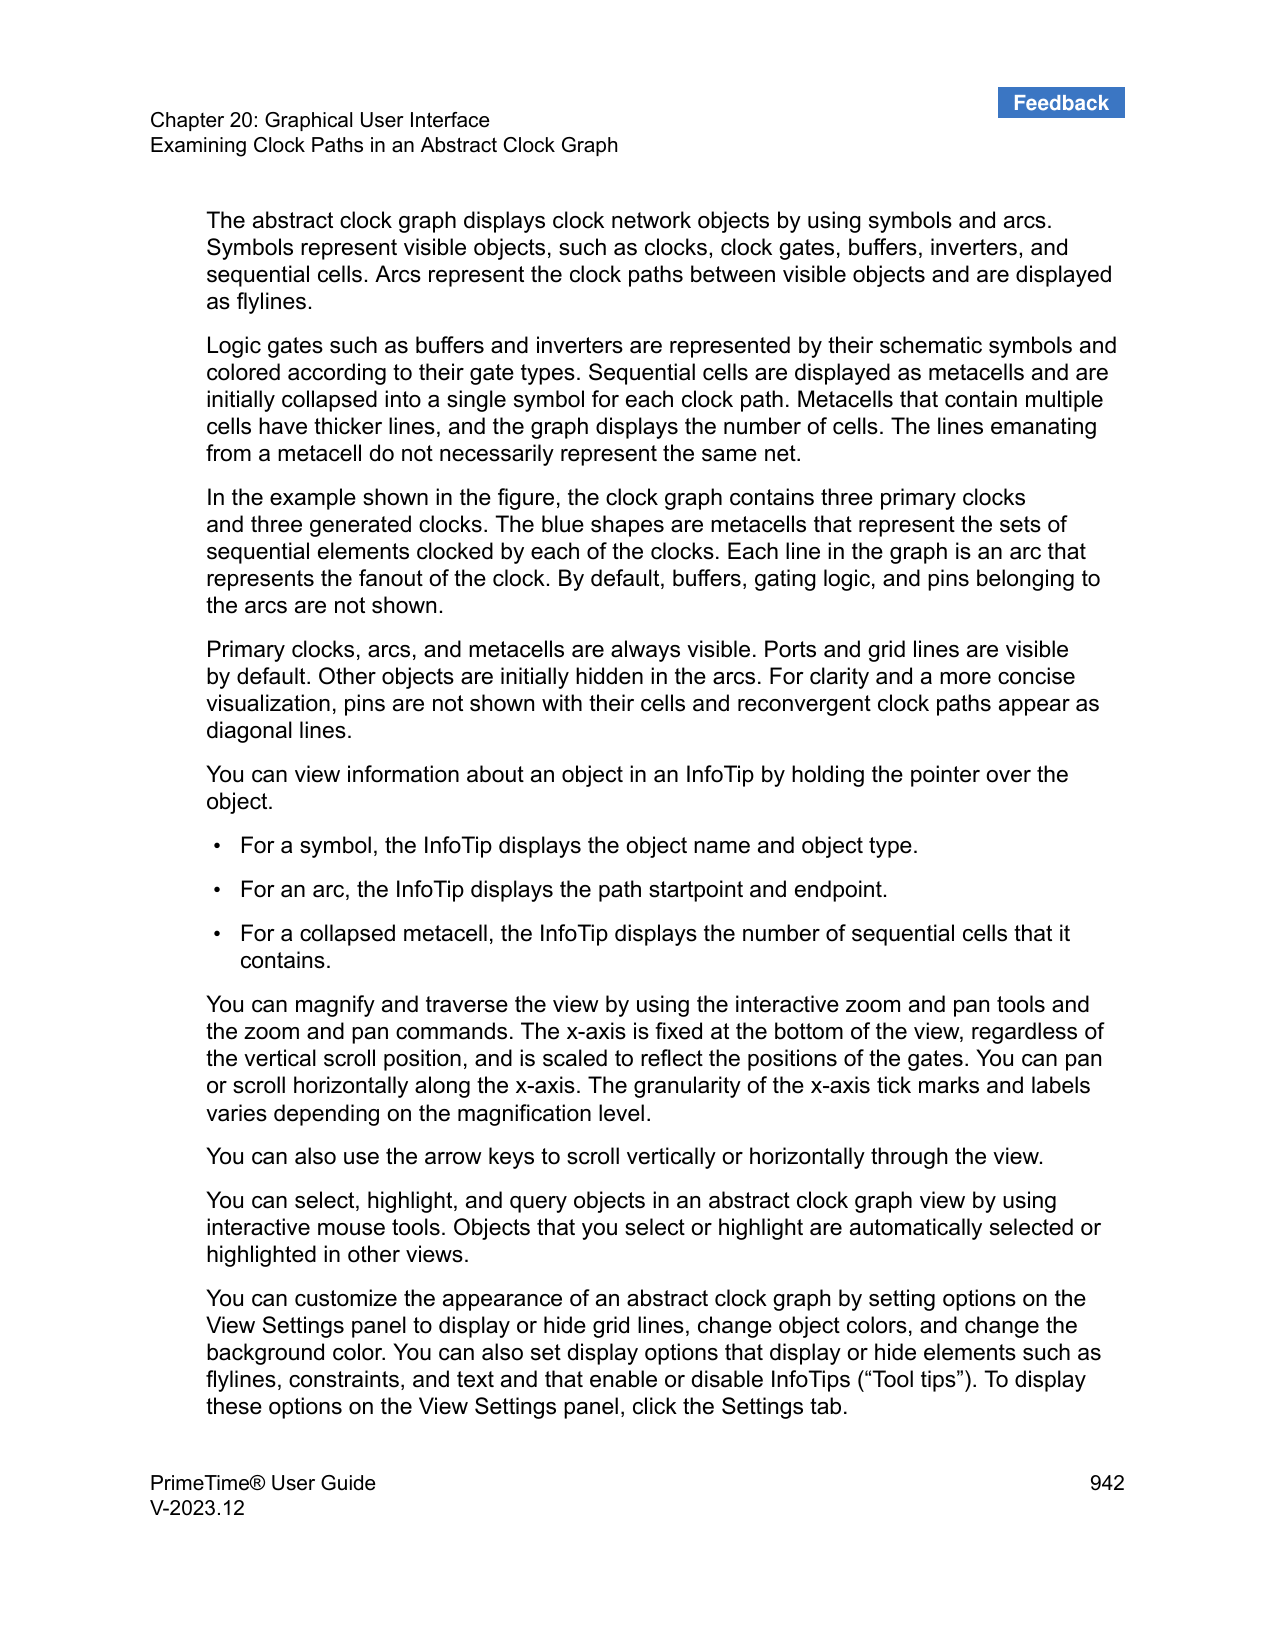 Feedback
Chapter 20: Graphical User Interface
Examining Clock Paths in an Abstract Clock Graph
The abstract clock graph displays clock network objects by using symbols and arcs.
Symbols represent visible objects, such as clocks, clock gates, buffers, inverters, and
sequential cells. Arcs represent the clock paths between visible objects and are displayed
as flylines.
Logic gates such as buffers and inverters are represented by their schematic symbols and
colored according to their gate types. Sequential cells are displayed as metacells and are
initially collapsed into a single symbol for each clock path. Metacells that contain multiple
cells have thicker lines, and the graph displays the number of cells. The lines emanating
from a metacell do not necessarily represent the same net.
In the example shown in the figure, the clock graph contains three primary clocks
and three generated clocks. The blue shapes are metacells that represent the sets of
sequential elements clocked by each of the clocks. Each line in the graph is an arc that
represents the fanout of the clock. By default, buffers, gating logic, and pins belonging to
the arcs are not shown.
Primary clocks, arcs, and metacells are always visible. Ports and grid lines are visible
by default. Other objects are initially hidden in the arcs. For clarity and a more concise
visualization, pins are not shown with their cells and reconvergent clock paths appear as
diagonal lines.
You can view information about an object in an InfoTip by holding the pointer over the
object.
• For a symbol, the InfoTip displays the object name and object type.
• For an arc, the InfoTip displays the path startpoint and endpoint.
• For a collapsed metacell, the InfoTip displays the number of sequential cells that it
contains.
You can magnify and traverse the view by using the interactive zoom and pan tools and
the zoom and pan commands. The x-axis is fixed at the bottom of the view, regardless of
the vertical scroll position, and is scaled to reflect the positions of the gates. You can pan
or scroll horizontally along the x-axis. The granularity of the x-axis tick marks and labels
varies depending on the magnification level.
You can also use the arrow keys to scroll vertically or horizontally through the view.
You can select, highlight, and query objects in an abstract clock graph view by using
interactive mouse tools. Objects that you select or highlight are automatically selected or
highlighted in other views.
You can customize the appearance of an abstract clock graph by setting options on the
View Settings panel to display or hide grid lines, change object colors, and change the
background color. You can also set display options that display or hide elements such as
flylines, constraints, and text and that enable or disable InfoTips (“Tool tips”). To display
these options on the View Settings panel, click the Settings tab.
PrimeTime® User Guide 942
V-2023.12